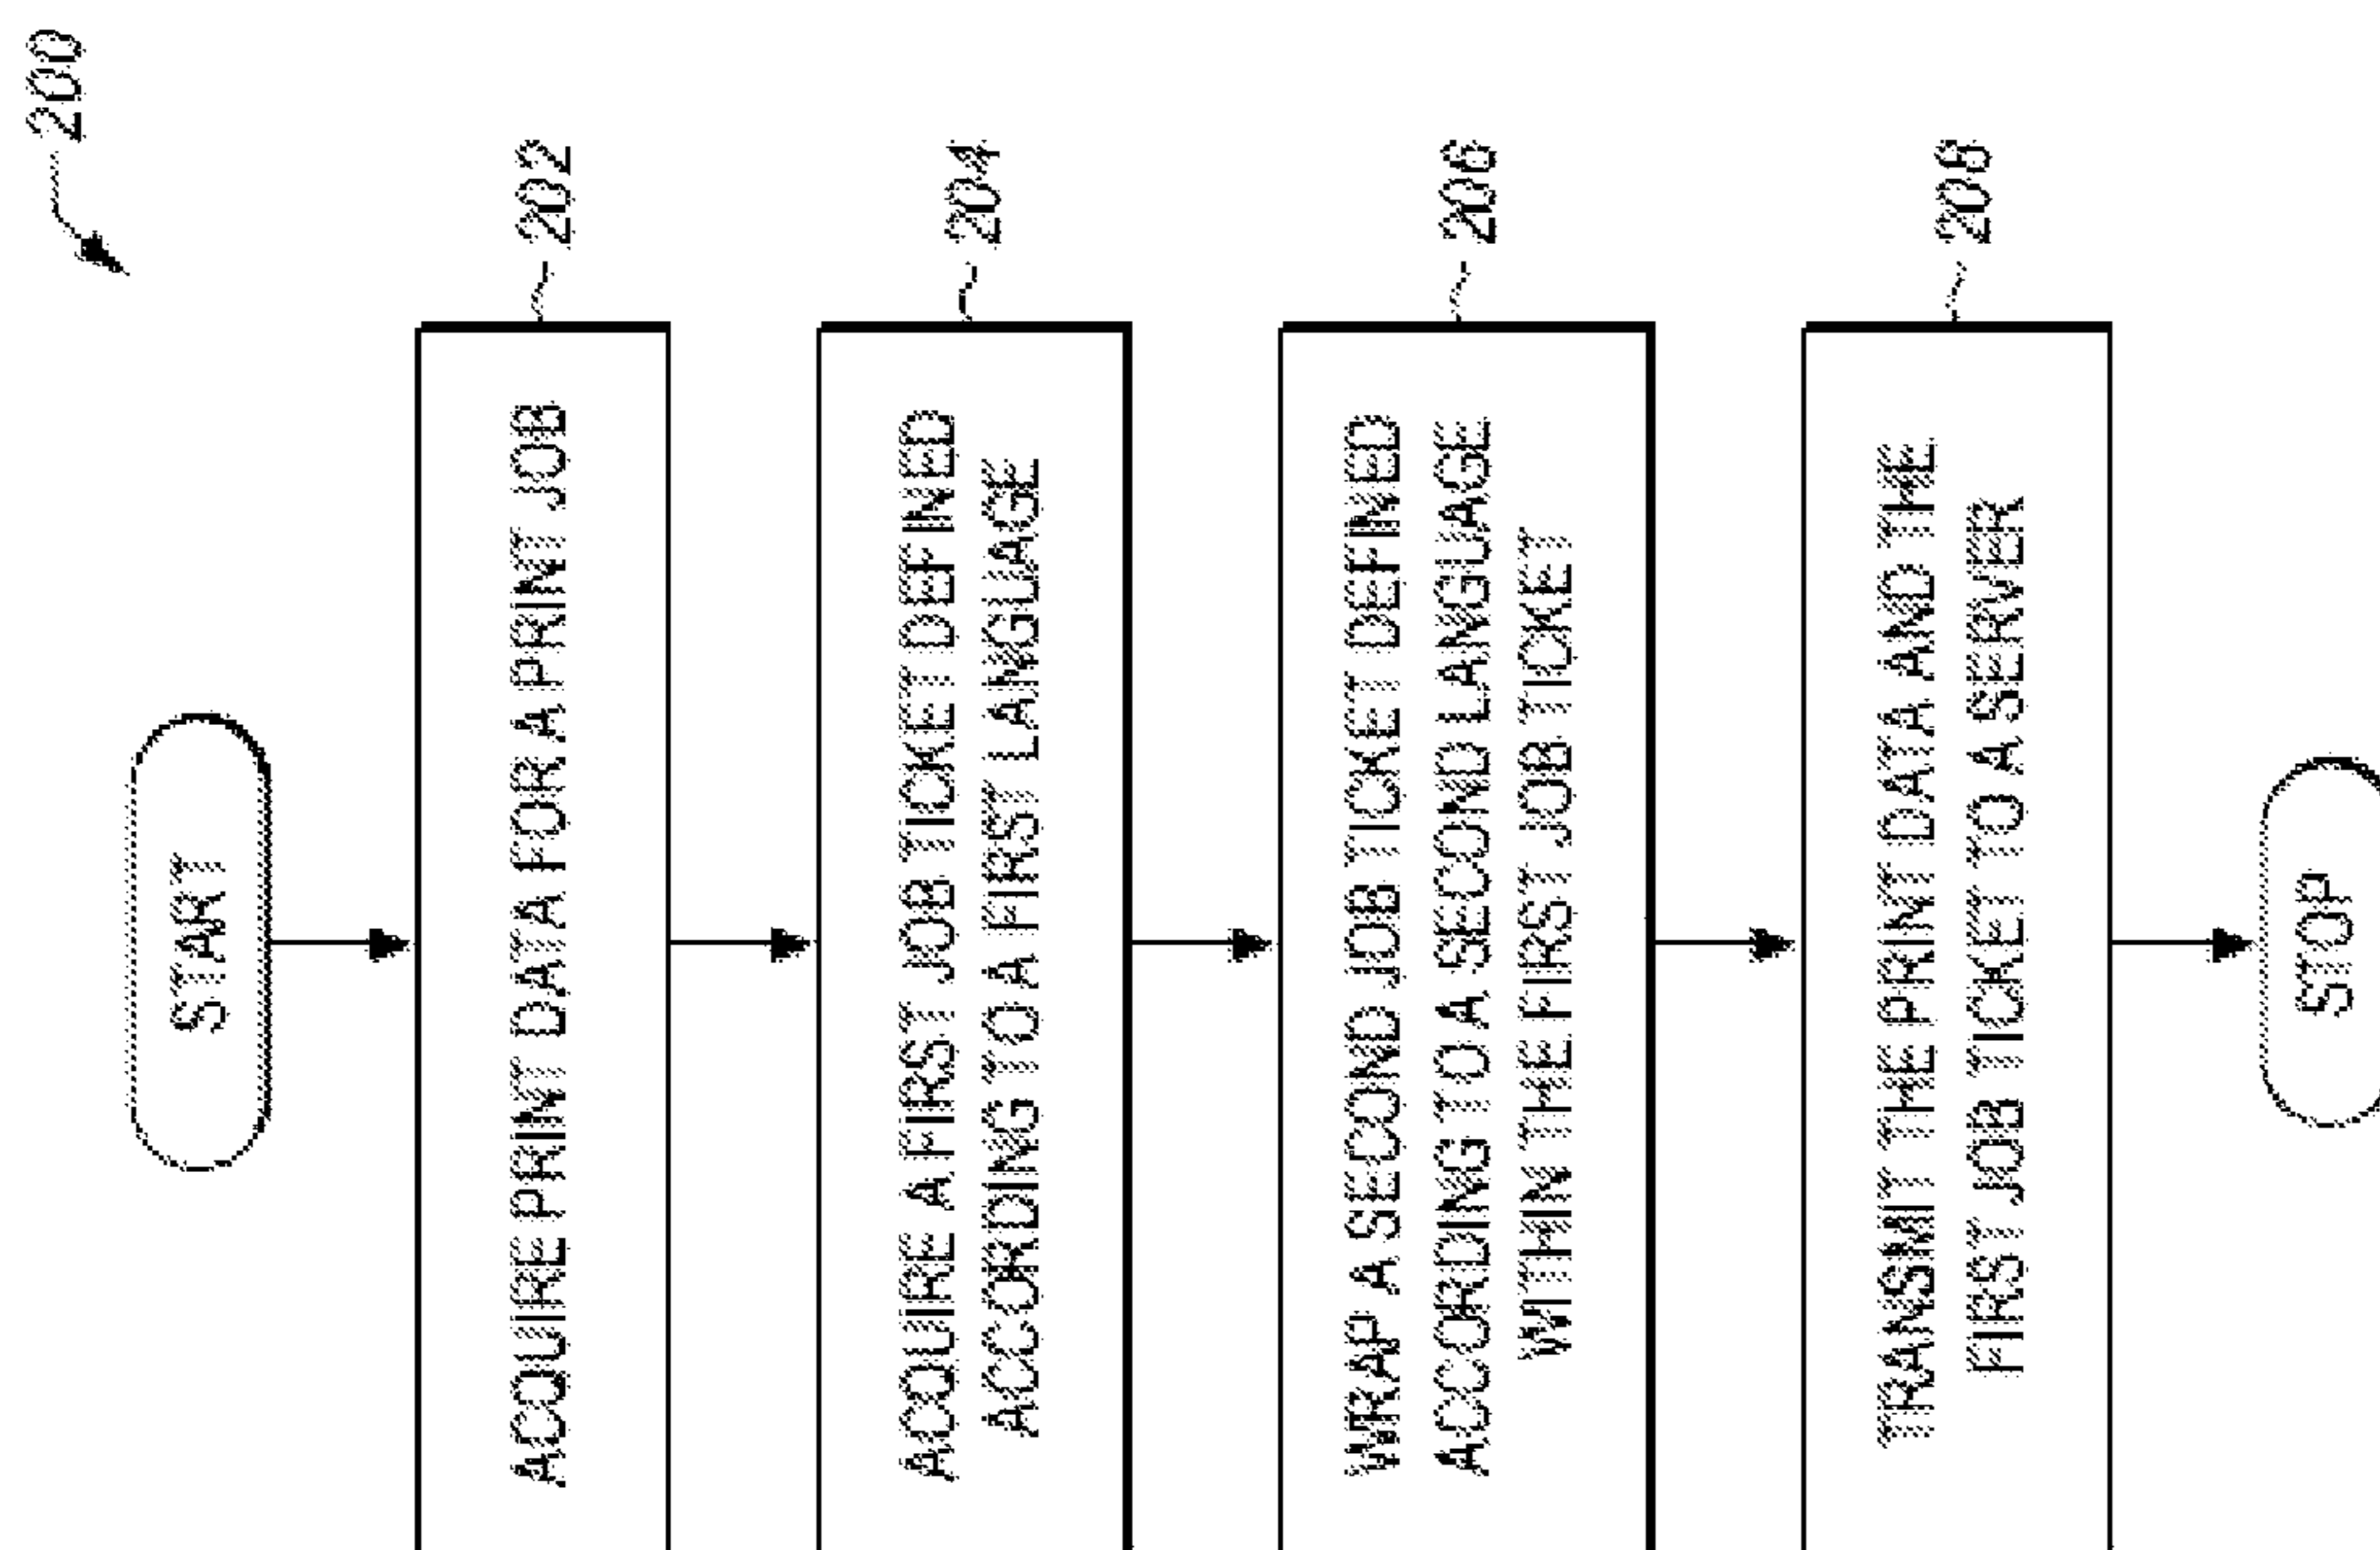 200
START
ACQUIRE PRINT DATA FOR A PRINT JOB
202
ACQUIRE A FIRST JOB TICKET DEFINED
ACCORDING TO A FIRST LANGUAGE
204
WRAP A SECOND JOB TICKET DEFINED
ACCORDING TO A SECOND LANGUAGE
WITHIN THE FIRST JOB TICKET
206
TRANSMIT THE PRINT DATA AND THE
FIRST JOB TICKET TO A SERVER
208
STOP